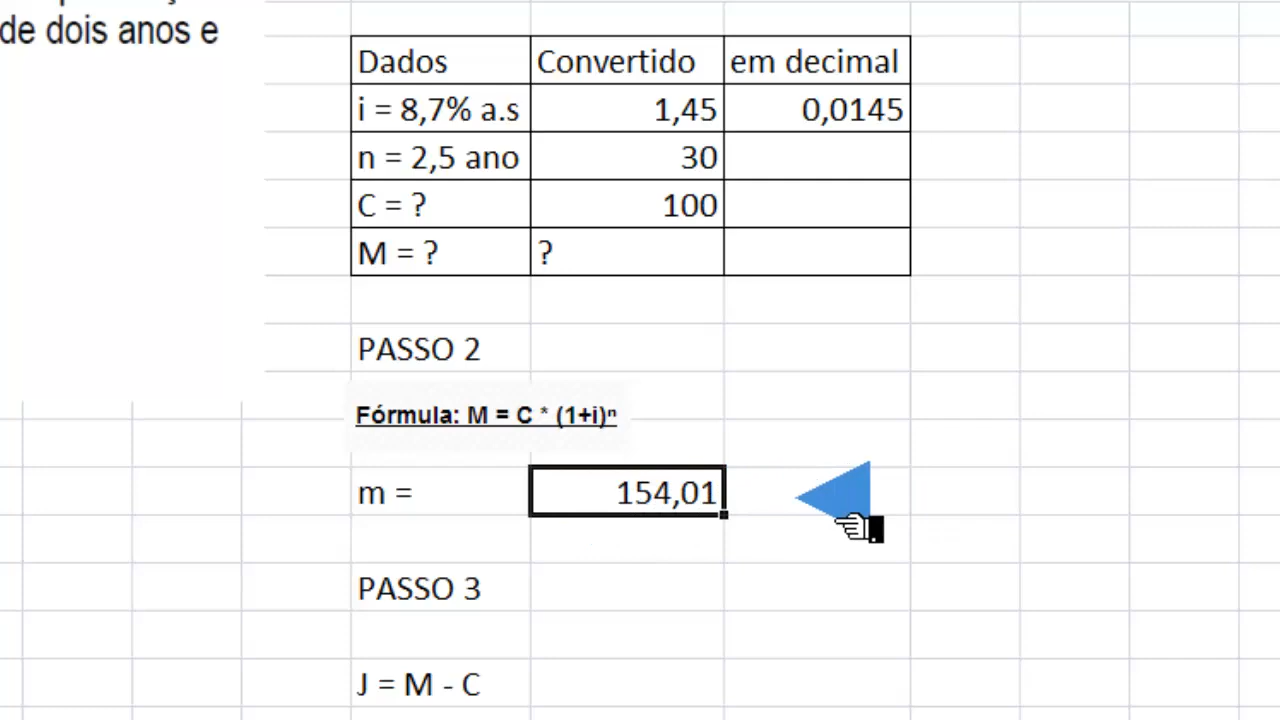 de dois anos e
Dados Convertido em decimal
i = 8,7% a.s 1,45 0,0145
n = 2,5 ano 30
C = ? 100
M = ? ?
PASSO 2
Fórmula: M = C * (1+i)ⁿ
m = 154,01
PASSO 3
J = M - C